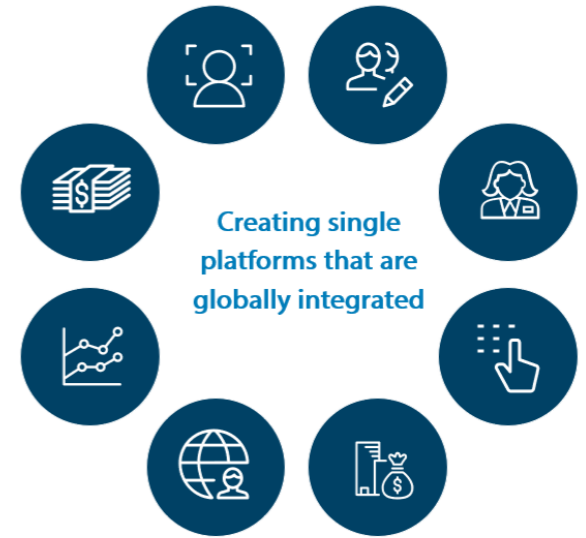 Creating single
platforms that are
globally integrated
$
$